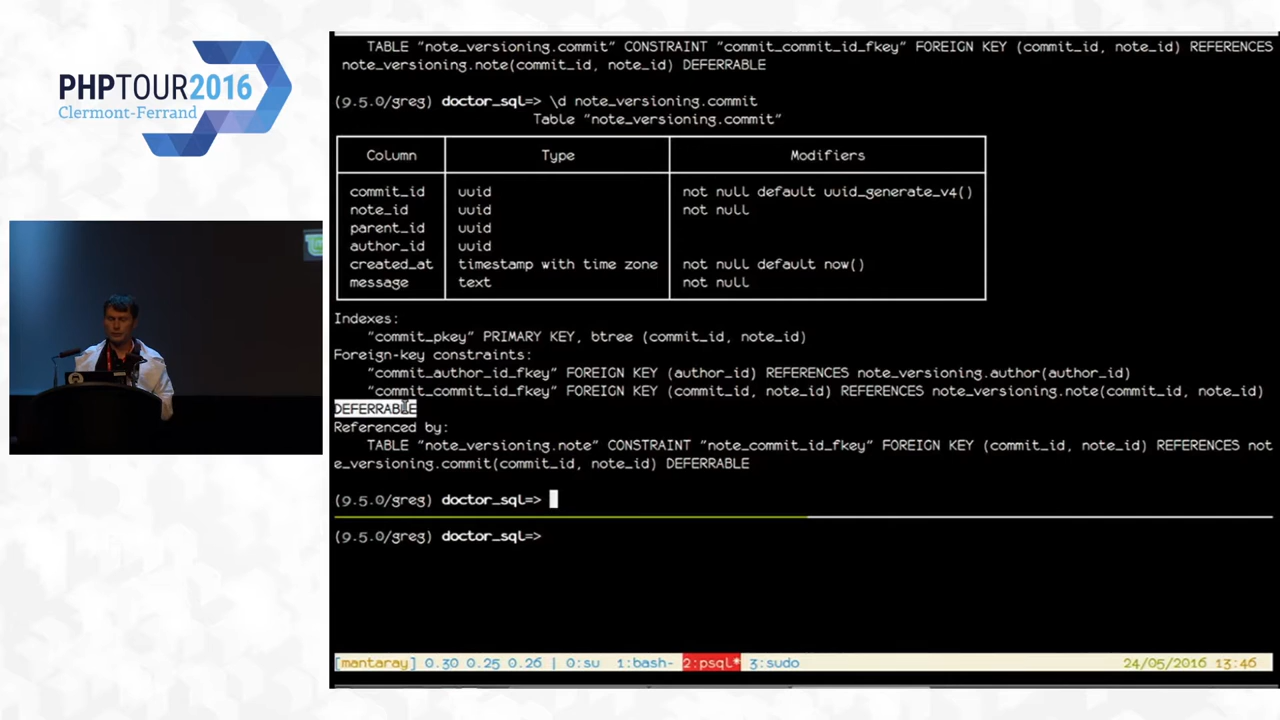 PHPTOUR2016
Clermont-Ferrand
TABLE "note_versioning.commit" CONSTRAINT "commit_commit_id_fkey" FOREIGN KEY (commit_id, note_id) REFERENCES
note_versioning.note(commit_id, note_id) DEFERRABLE
(9.5.0/greg) doctor_sql=> \d note_versioning.commit
Table "note_versioning.commit"
Column Type Modifiers
commit_id uuid not null default uuid_generate_v4()
note_id uuid not null
parent_id uuid
author_id uuid
created_at timestamp with time zone not null default now()
message text not null
Indexes:
"commit_pkey" PRIMARY KEY, btree (commit_id, note_id)
Foreign-key constraints:
"commit_author_id_fkey" FOREIGN KEY (author_id) REFERENCES note_versioning.author(author_id)
"commit_commit_id_fkey" FOREIGN KEY (commit_id, note_id) REFERENCES note_versioning.note(commit_id, note_id)
DEFERRABLE
Referenced by:
TABLE "note_versioning.note" CONSTRAINT "note_commit_id_fkey" FOREIGN KEY (commit_id, note_id) REFERENCES not
e_versioning.commit(commit_id, note_id) DEFERRABLE
(9.5.0/greg) doctor_sql=>
(9.5.0/greg) doctor_sql=>
[mantaray] 0.30 0.25 0.26 | 0:su 1:bash- 2:psql* 3:sudo 24/05/2016 13:46